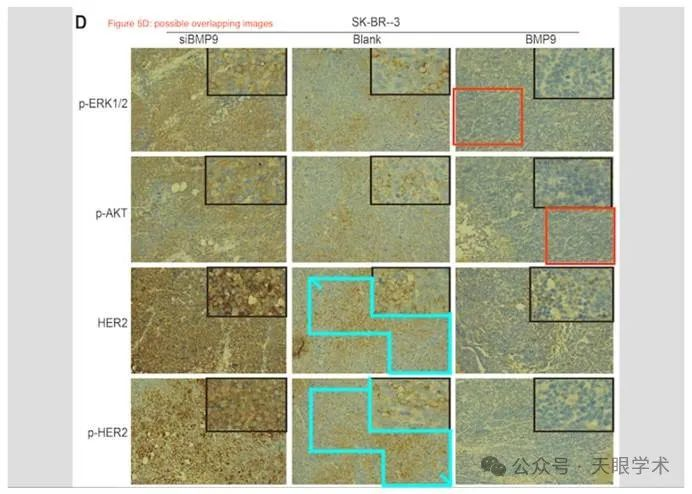 D Figure 5D: possible overlapping images SK-BR--3
siBMP9 Blank BMP9
p-ERK1/2
p-AKT
HER2
p-HER2
公众号 · 天眼学术